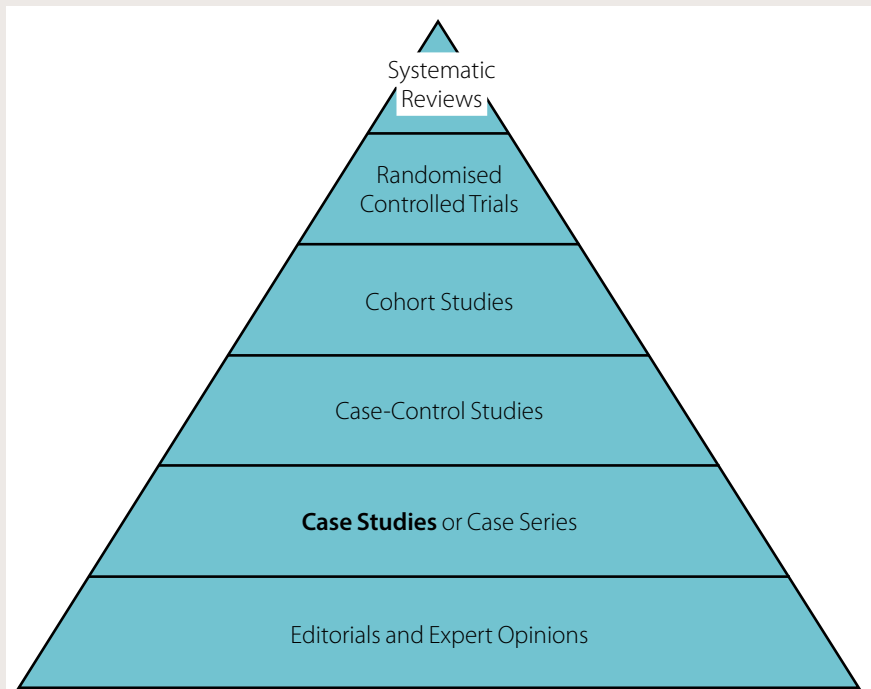 Systematic
Reviews
Randomised
Controlled Trials
Cohort Studies
Case-Control Studies
Case Studies or Case Series
Editorials and Expert Opinions